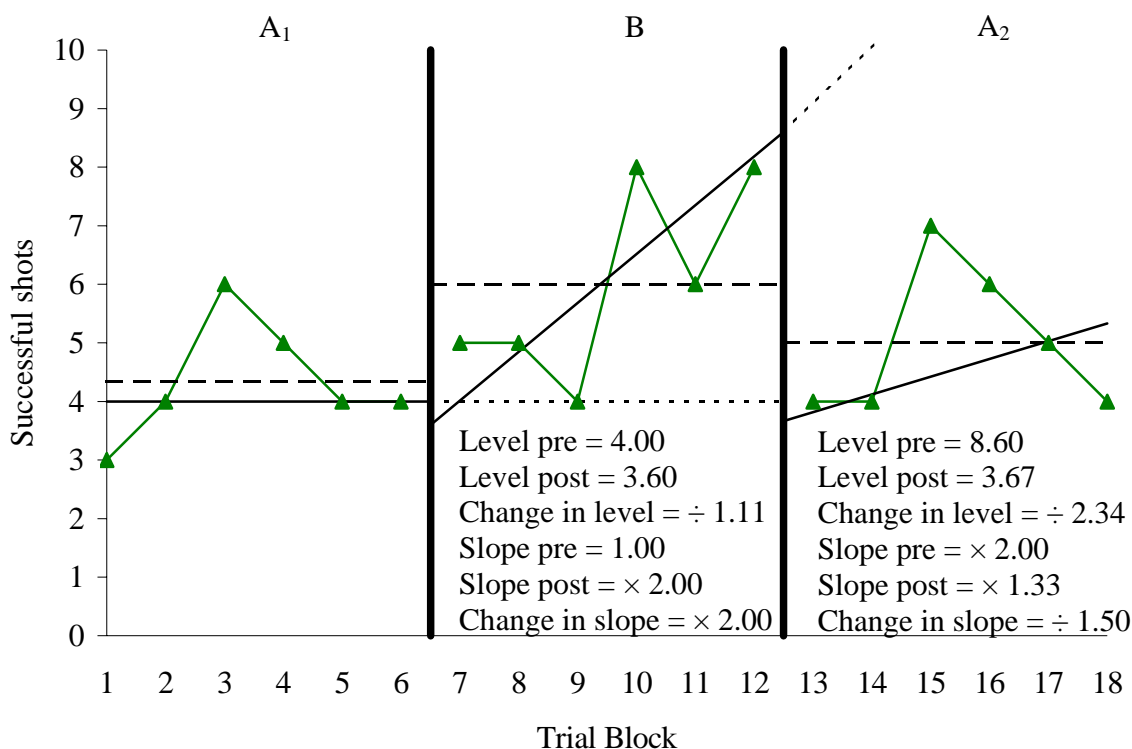 A₁
B
A₂
10
9
8
7
6
5
4
3
2
1
0
Successful shots
Level pre = 4.00
Level post = 3.60
Change in level = ÷ 1.11
Slope pre = 1.00
Slope post = × 2.00
Change in slope = × 2.00
Level pre = 8.60
Level post = 3.67
Change in level = ÷ 2.34
Slope pre = × 2.00
Slope post = × 1.33
Change in slope = ÷ 1.50
1 2 3 4 5 6 7 8 9 10 11 12 13 14 15 16 17 18
Trial Block